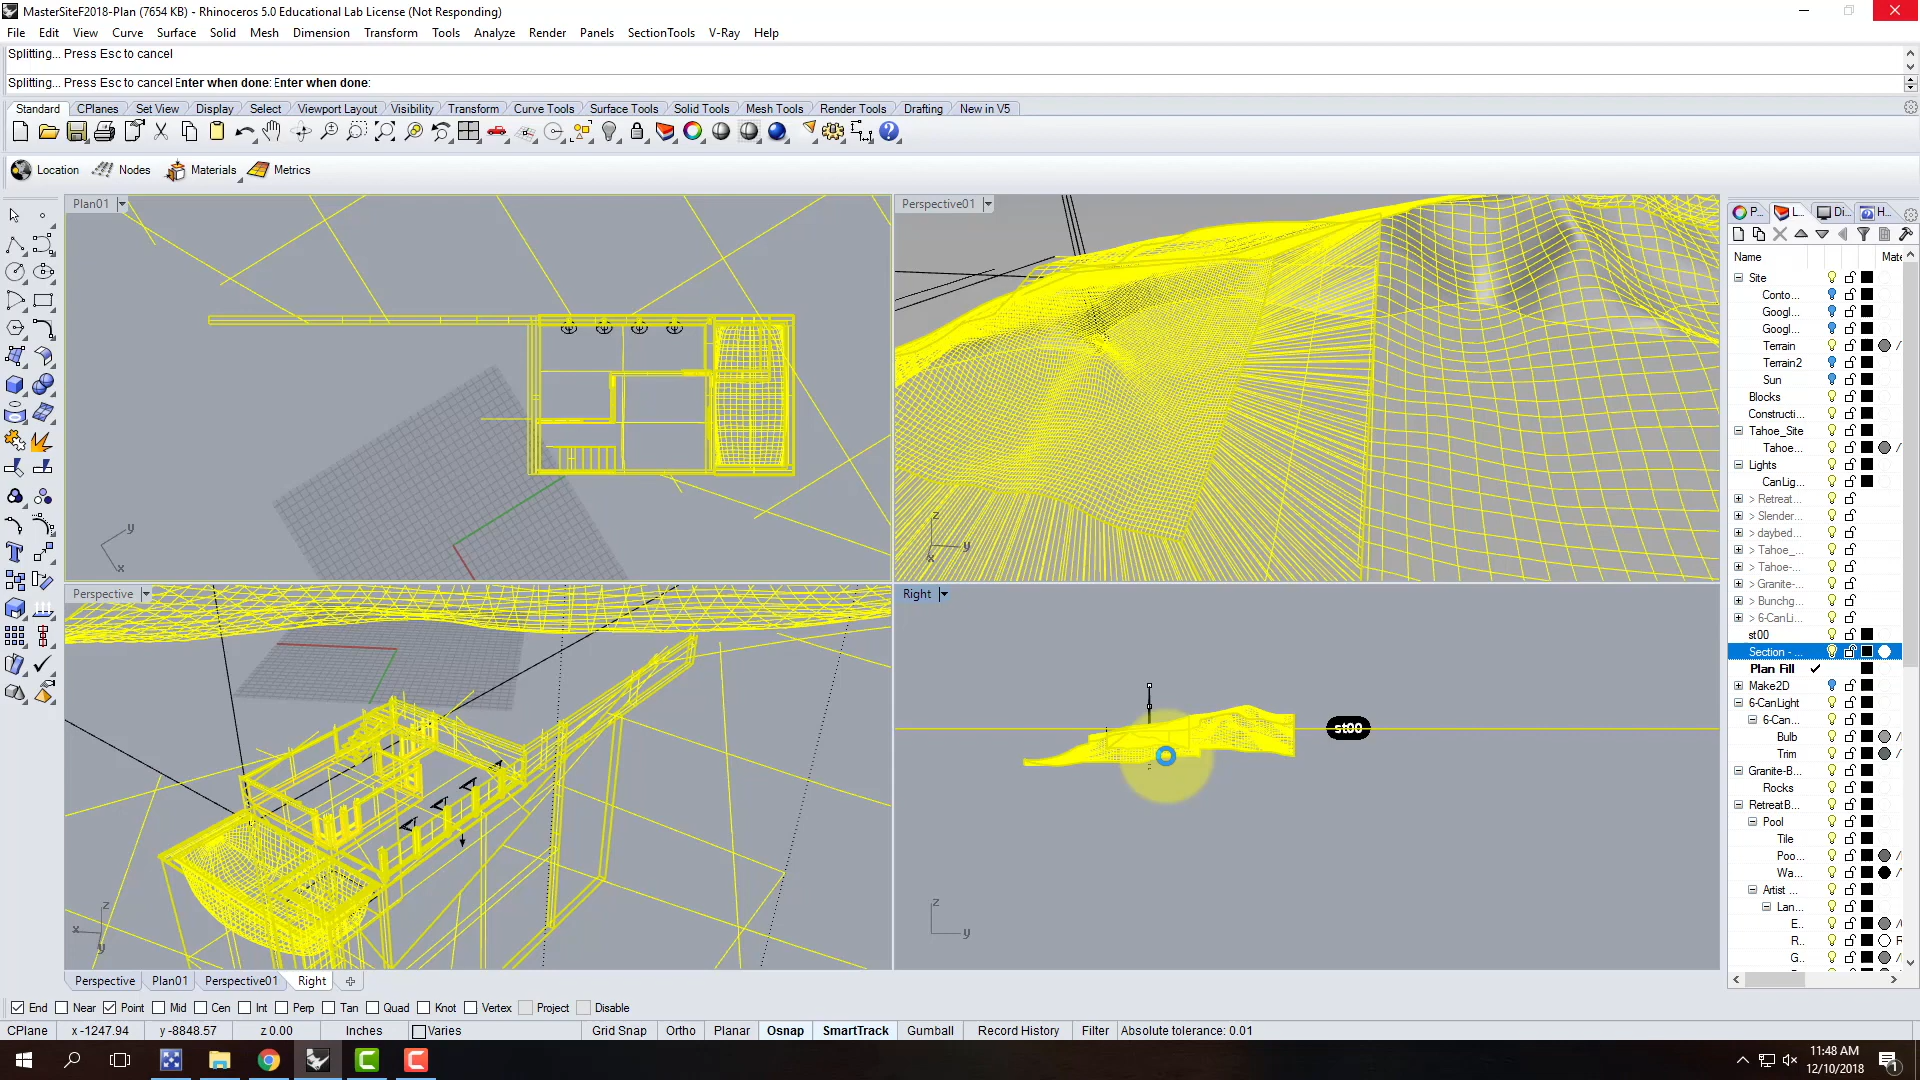 MasterSiteF2018-Plan (7654 KB) - Rhinoceros 5.0 Educational Lab License (Not Responding)
File Edit View Curve Surface Solid Mesh Dimension Transform Tools Analyze Render Panels SectionTools V-Ray Help
Splitting... Press Esc to cancel
Splitting... Press Esc to cancel Enter when done: Enter when done:
Standard CPlanes Set View Display Select Viewport Layout Visibility Transform Curve Tools Surface Tools Solid Tools Mesh Tools Render Tools Drafting New in V5
Location Nodes Materials Metrics
Plan01
y
x
Perspective01
z
x y
Perspective
z
x
y
Right
st00
z
y
P... L... Di... H...
Name Mate
Site
Conto...
Googl...
Googl...
Terrain
Terrain2
Sun
Blocks
Constructi...
Tahoe_Site
Tahoe...
Lights
CanLig...
> Retreat...
> Slender...
> daybed...
> Tahoe_...
> Tahoe-...
> Granite-...
> Bunchg...
> 6-CanLi...
st00
Section - ...
Plan Fill
Make2D
6-CanLight
6-Can...
Bulb
Trim
Granite-B...
Rocks
RetreatB...
Pool
Tile
Poo...
Wa...
Artist ...
Lan...
E...
R..
G..
Perspective Plan01 Perspective01 Right
End Near Point Mid Cen Int Perp Tan Quad Knot Vertex Project Disable
CPlane x -1247.94 y -8848.57 z 0.00 Inches Varies Grid Snap Ortho Planar Osnap SmartTrack Gumball Record History Filter Absolute tolerance: 0.01
11:48 AM
12/10/2018
1